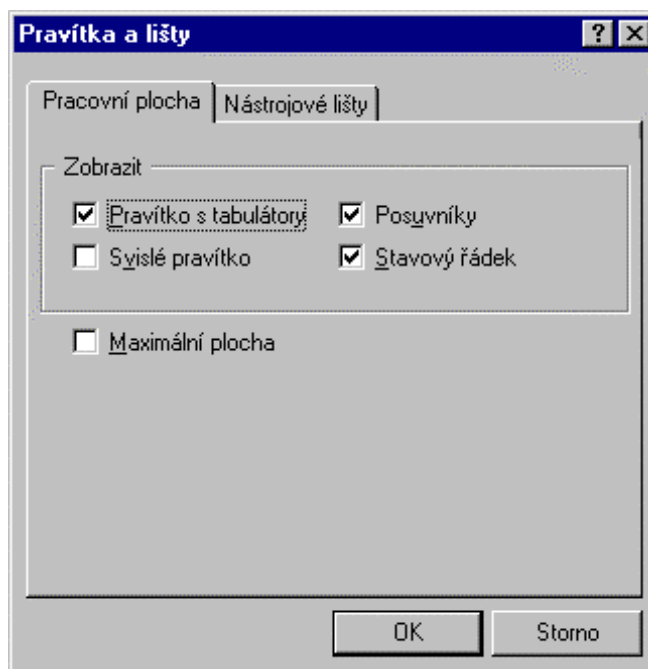 Pravítka a lišty
Pracovní plocha Nástrojové lišty
Zobrazit
Pravítko s tabulátory Posuvníky
Svislé pravítko Stavový řádek
Maximální plocha
OK Storno